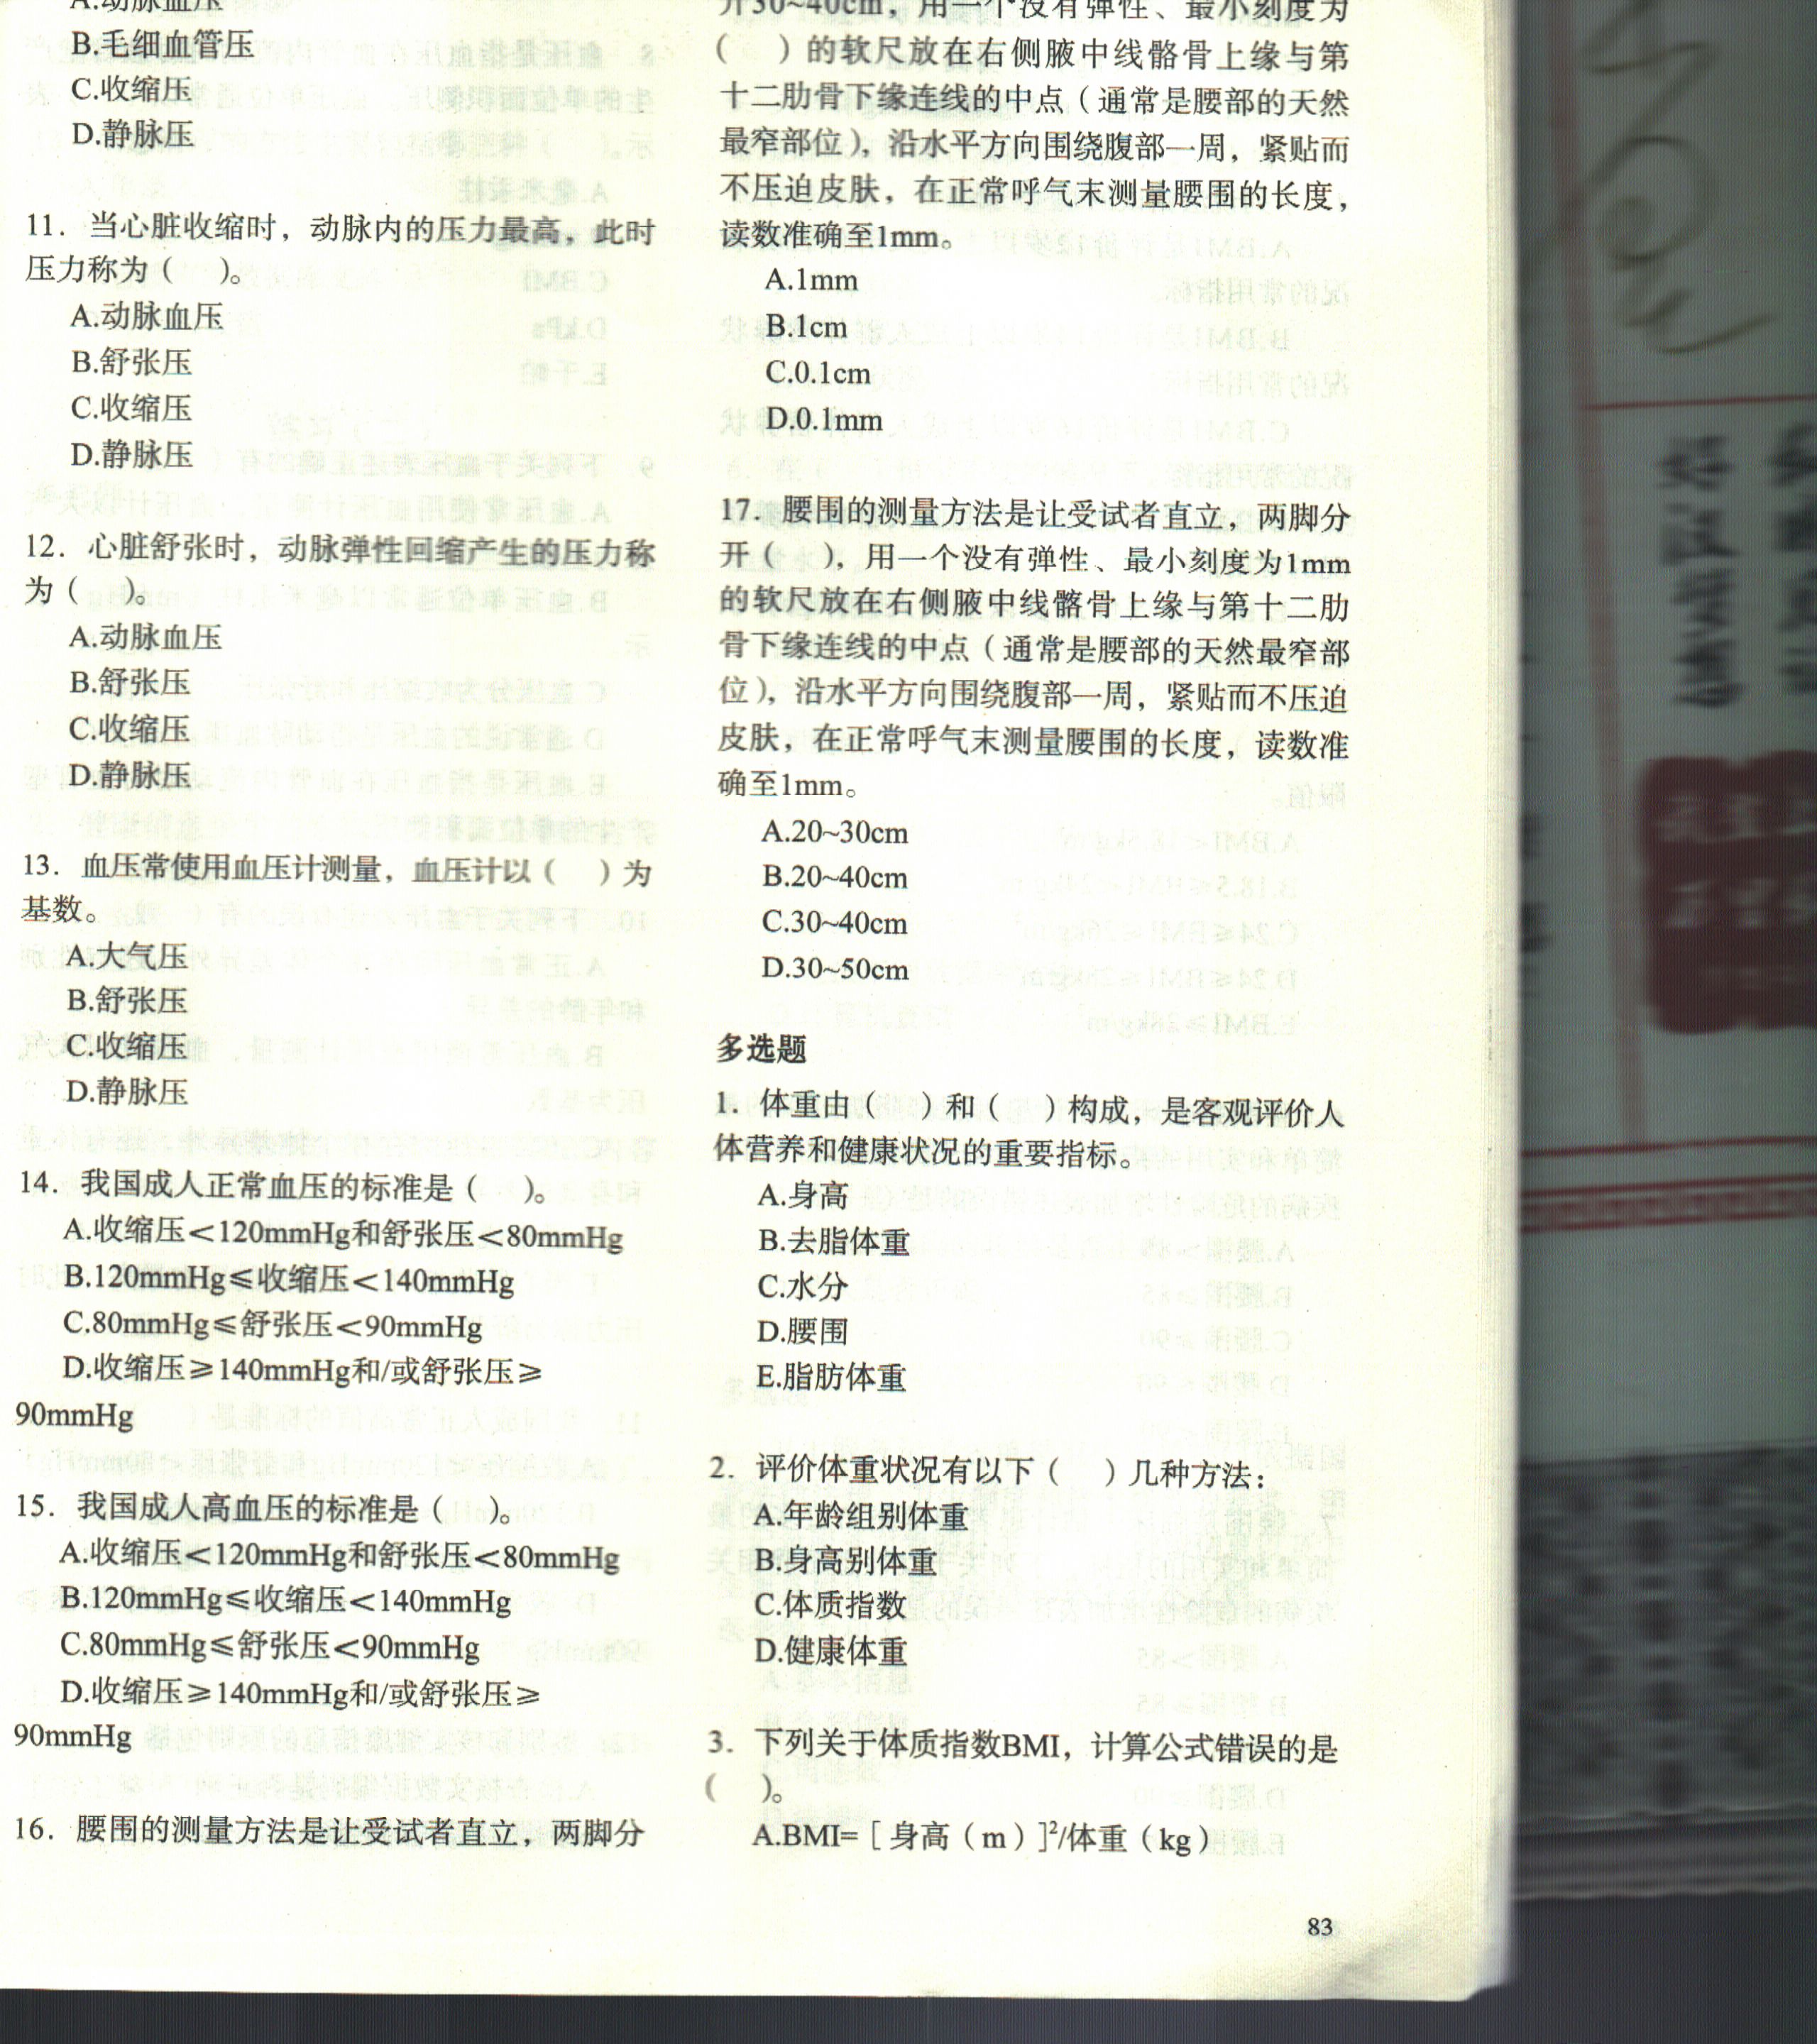 A.动脉血压
B.毛细血管压
C.收缩压
D.静脉压
11. 当心脏收缩时，动脉内的压力最高，此时
压力称为（　）。
A.动脉血压
B.舒张压
C.收缩压
D.静脉压
12. 心脏舒张时，动脉弹性回缩产生的压力称
为（　）。
A.动脉血压
B.舒张压
C.收缩压
D.静脉压
13. 血压常使用血压计测量，血压计以（　）为
基数。
A.大气压
B.舒张压
C.收缩压
D.静脉压
14. 我国成人正常血压的标准是（　）。
A.收缩压<120mmHg和舒张压<80mmHg
B.120mmHg≤收缩压<140mmHg
C.80mmHg≤舒张压<90mmHg
D.收缩压≥140mmHg和/或舒张压≥
90mmHg
15. 我国成人高血压的标准是（　）。
A.收缩压<120mmHg和舒张压<80mmHg
B.120mmHg≤收缩压<140mmHg
C.80mmHg≤舒张压<90mmHg
D.收缩压≥140mmHg和/或舒张压≥
90mmHg
16. 腰围的测量方法是让受试者直立，两脚分
开30~40cm，用一个没有弹性、最小刻度为
（　）的软尺放在右侧腋中线骼骨上缘与第
十二肋骨下缘连线的中点（通常是腰部的天然
最窄部位），沿水平方向围绕腹部一周，紧贴而
不压迫皮肤，在正常呼气末测量腰围的长度，
读数准确至1mm。
A.1mm
B.1cm
C.0.1cm
D.0.1mm
17. 腰围的测量方法是让受试者直立，两脚分
开（　），用一个没有弹性、最小刻度为1mm
的软尺放在右侧腋中线髂骨上缘与第十二肋
骨下缘连线的中点（通常是腰部的天然最窄部
位），沿水平方向围绕腹部一周，紧贴而不压迫
皮肤，在正常呼气末测量腰围的长度，读数准
确至1mm。
A.20~30cm
B.20~40cm
C.30~40cm
D.30~50cm
多选题
1. 体重由（　）和（　）构成，是客观评价人
体营养和健康状况的重要指标。
A.身高
B.去脂体重
C.水分
D.腰围
E.脂肪体重
2. 评价体重状况有以下（　）几种方法：
A.年龄组别体重
B.身高别体重
C.体质指数
D.健康体重
3. 下列关于体质指数BMI，计算公式错误的是
（　）。
A.BMI=［身高（m）］²/体重（kg）
83